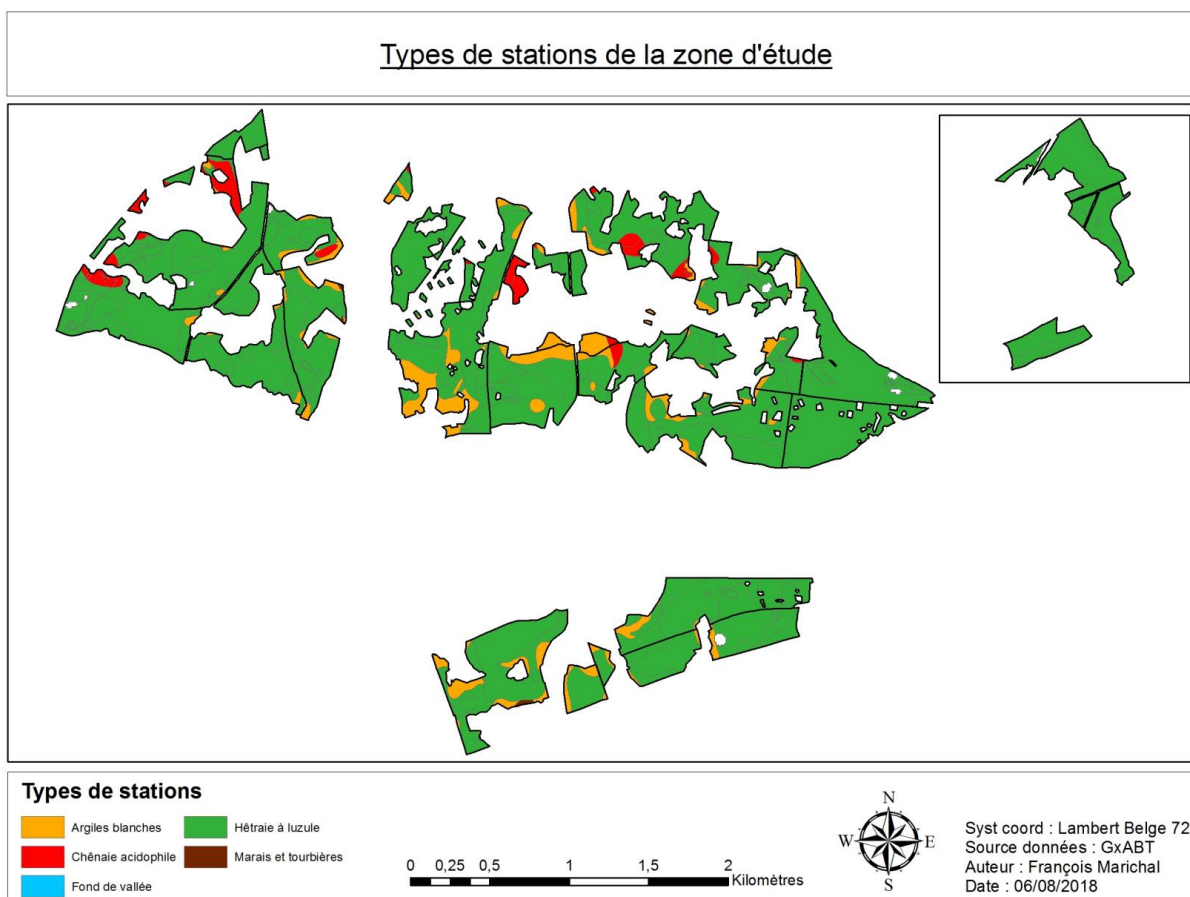 Types de stations de la zone d'étude
Types de stations
Argiles blanches
Hêtraie à luzule
Chênaie acidophile
Marais et tourbières
Fond de vallée
0 0,25 0,5 1 1,5 2
Kilomètres
N
W E
S
Syst coord : Lambert Belge 72
Source données : GxABT
Auteur : François Marichal
Date : 06/08/2018